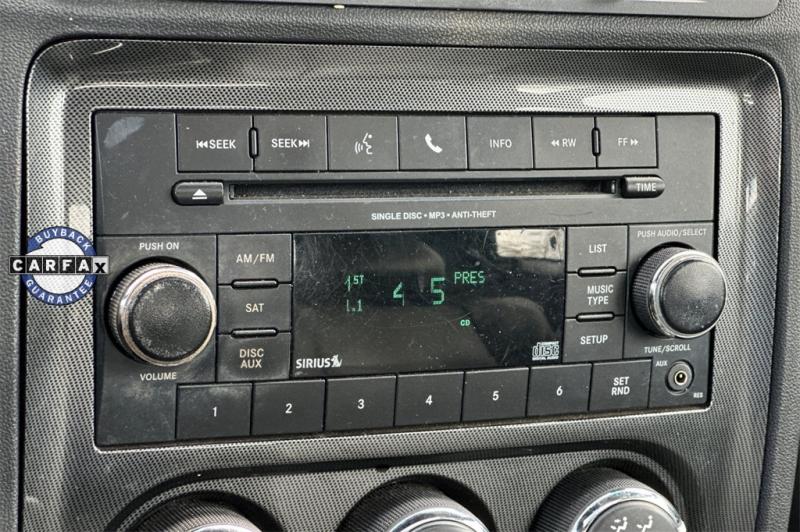 SEEK
SEEK
INFO
RW
FF
TIME
SINGLE DISC • MP3 • ANTI-THEFT
BUYBACK
CARFAX
GUARANTEE
PUSH ON
VOLUME
AM/FM
SAT
DISC
AUX
1ST 4 5 PRES
CD
SIRIUS
DISC
LIST
MUSIC
TYPE
SETUP
PUSH AUDIO/SELECT
TUNE/SCROLL
AUX
RES
1 2 3 4 5 6 SET
RND